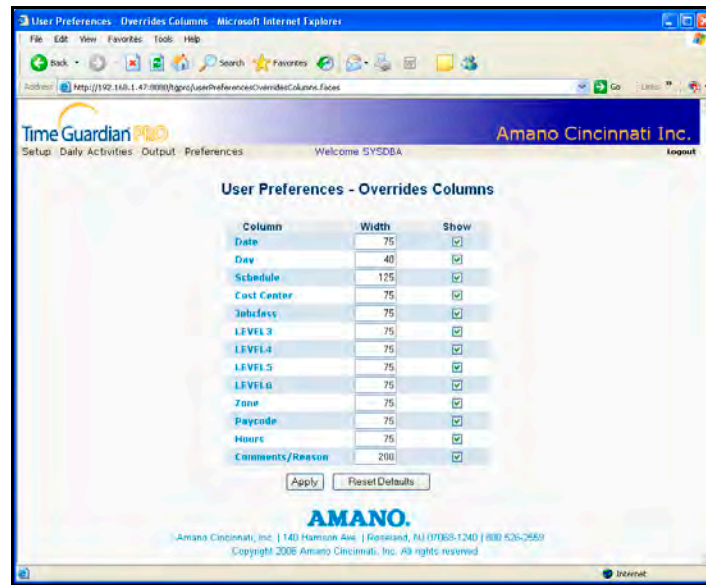 User Preferences - Overrides Columns - Microsoft Internet Explorer
File Edit View Favorites Tools Help
Back Search Favorites
Address http://192.168.1.47:8080/tgpro/userPreferencesOverridesColumns.faces Go Links »
Time Guardian PRO Amano Cincinnati Inc.
Setup Daily Activities Output Preferences Welcome SYSDBA Logout
User Preferences - Overrides Columns
Column Width Show
Date 75
Day 40
Schedule 125
Cost Center 75
Jobclass 75
LEVEL3 75
LEVEL4 75
LEVEL5 75
LEVEL6 75
Zone 75
Paycode 75
Hours 75
Comments/Reason 200
Apply Reset Defaults
AMANO.
Amano Cincinnati, Inc. | 140 Harrison Ave. | Roseland, NJ 07068-1240 | 800 526-2559
Copyright 2006 Amano Cincinnati, Inc. All rights reserved
Internet